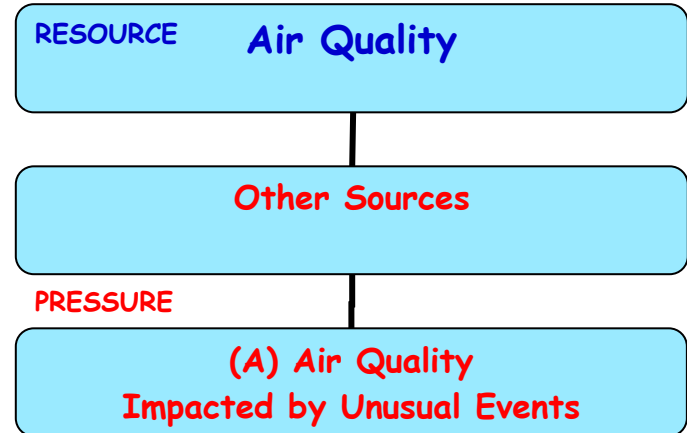 RESOURCE Air Quality
Other Sources
PRESSURE
(A) Air Quality
Impacted by Unusual Events